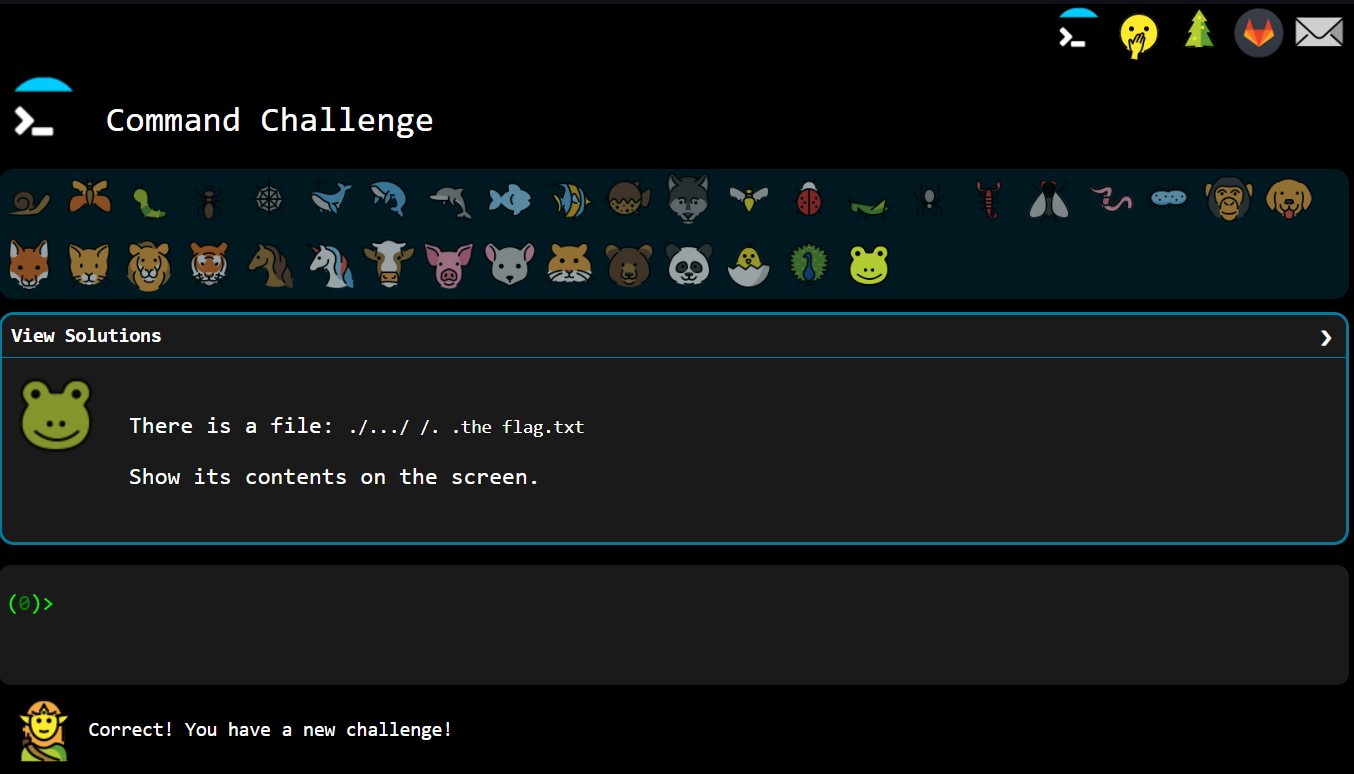 Command Challenge
View Solutions
There is a file: ./.../ /. .the flag.txt
Show its contents on the screen.
(0)>
Correct! You have a new challenge!